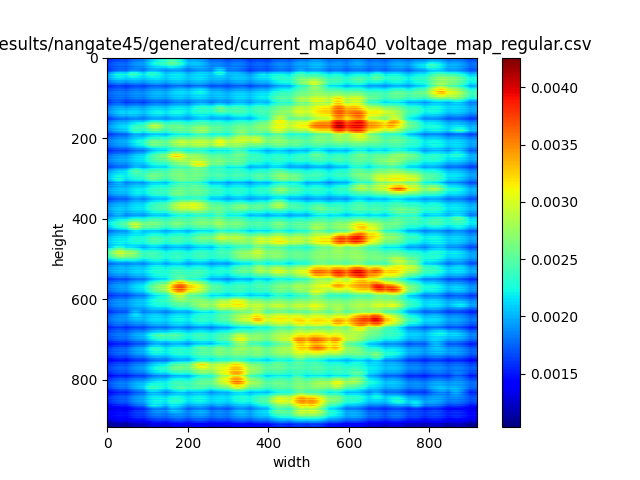 esults/nangate45/generated/current_map640_voltage_map_regular.csv
0
200
400
600
800
height
0 200 400 600 800
width
0.0040
0.0035
0.0030
0.0025
0.0020
0.0015